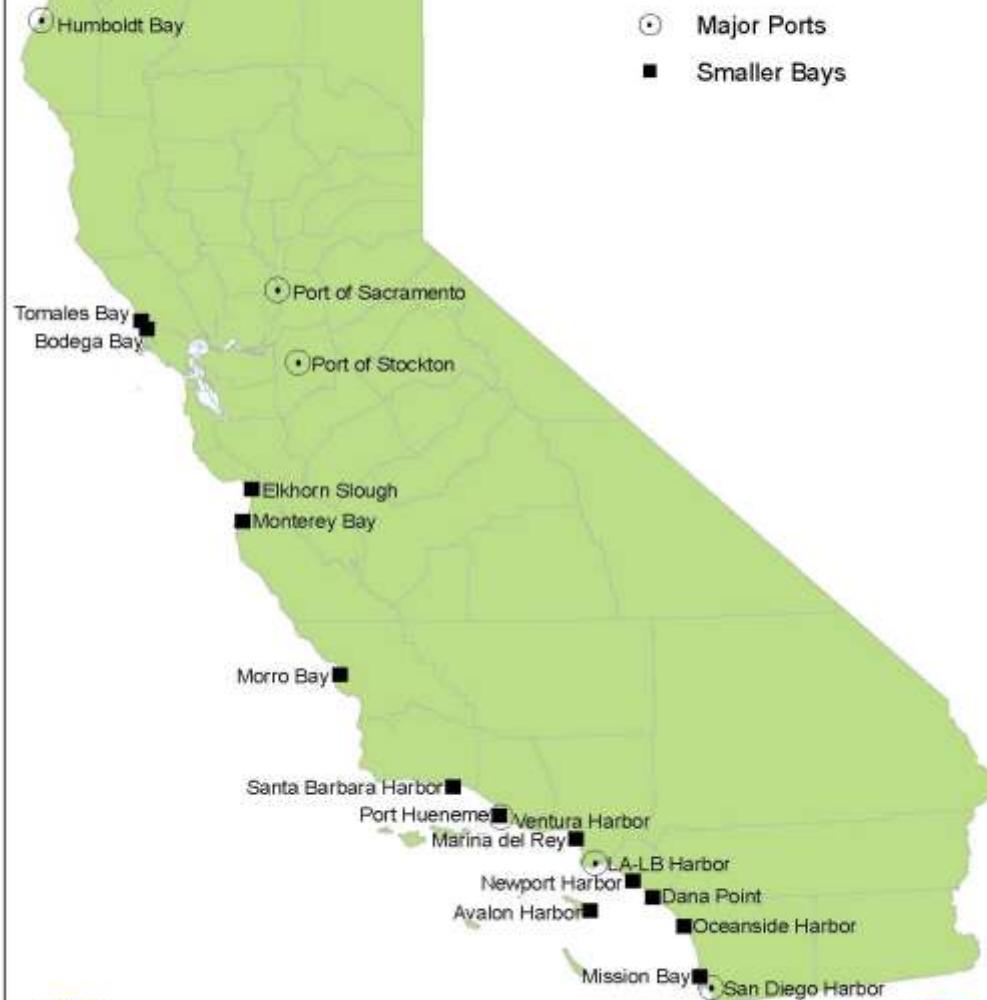 Humboldt Bay
Major Ports
Smaller Bays
Port of Sacramento
Tomales Bay
Bodega Bay
Port of Stockton
Elkhorn Slough
Monterey Bay
Morro Bay
Santa Barbara Harbor
Port Hueneme
Ventura Harbor
Marina del Rey
LA-LB Harbor
Newport Harbor
Dana Point
Avalon Harbor
Oceanside Harbor
Mission Bay
San Diego Harbor